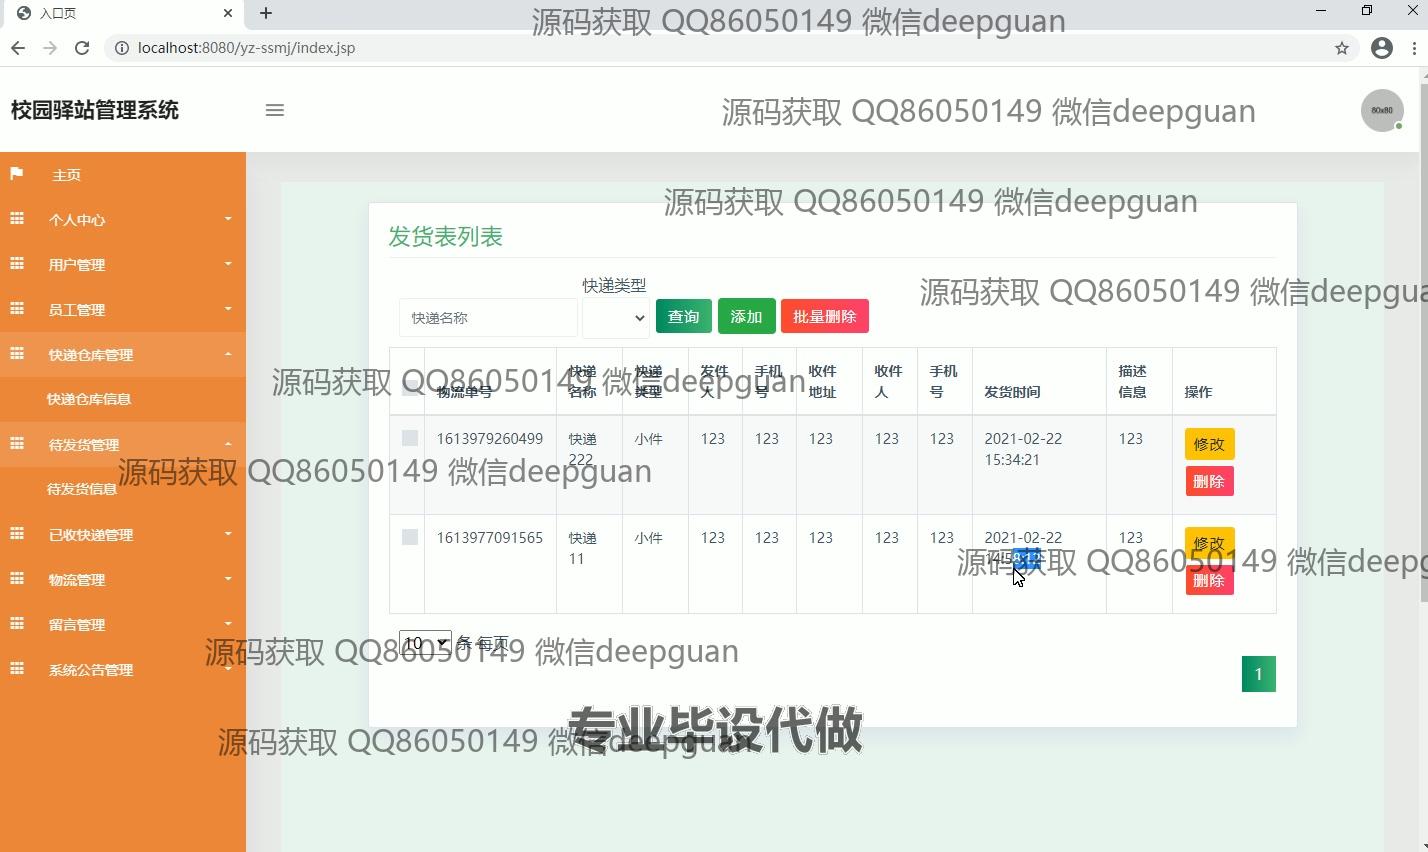 入口页
源码获取 QQ86050149 微信deepguan
localhost:8080/yz-ssmj/index.jsp
校园驿站管理系统
源码获取 QQ86050149 微信deepguan
80x80
主页
个人中心
用户管理
员工管理
快递仓库管理
快递仓库信息
待发货管理
待发货信息
已收快递管理
物流管理
留言管理
系统公告管理
源码获取 QQ86050149 微信deepguan
发货表列表
源码获取 QQ86050149 微信deepgua
快递类型
快递名称 查询 添加 批量删除
源码获取 QQ86050149 微信deepguan
物流单号 快递名称 快递类型 发件人 手机号 收件地址 收件人 手机号 发货时间 描述信息 操作
1613979260499 快递222 小件 123 123 123 123 123 2021-02-22 15:34:21 123 修改 删除
源码获取 QQ86050149 微信deepguan
1613977091565 快递11 小件 123 123 123 123 123 2021-02-22 14:58:12 123 修改 删除
源码获取 QQ86050149 微信deepg
10 条 每页
源码获取 QQ86050149 微信deepguan
1
专业毕设代做
源码获取 QQ86050149 微信deepguan